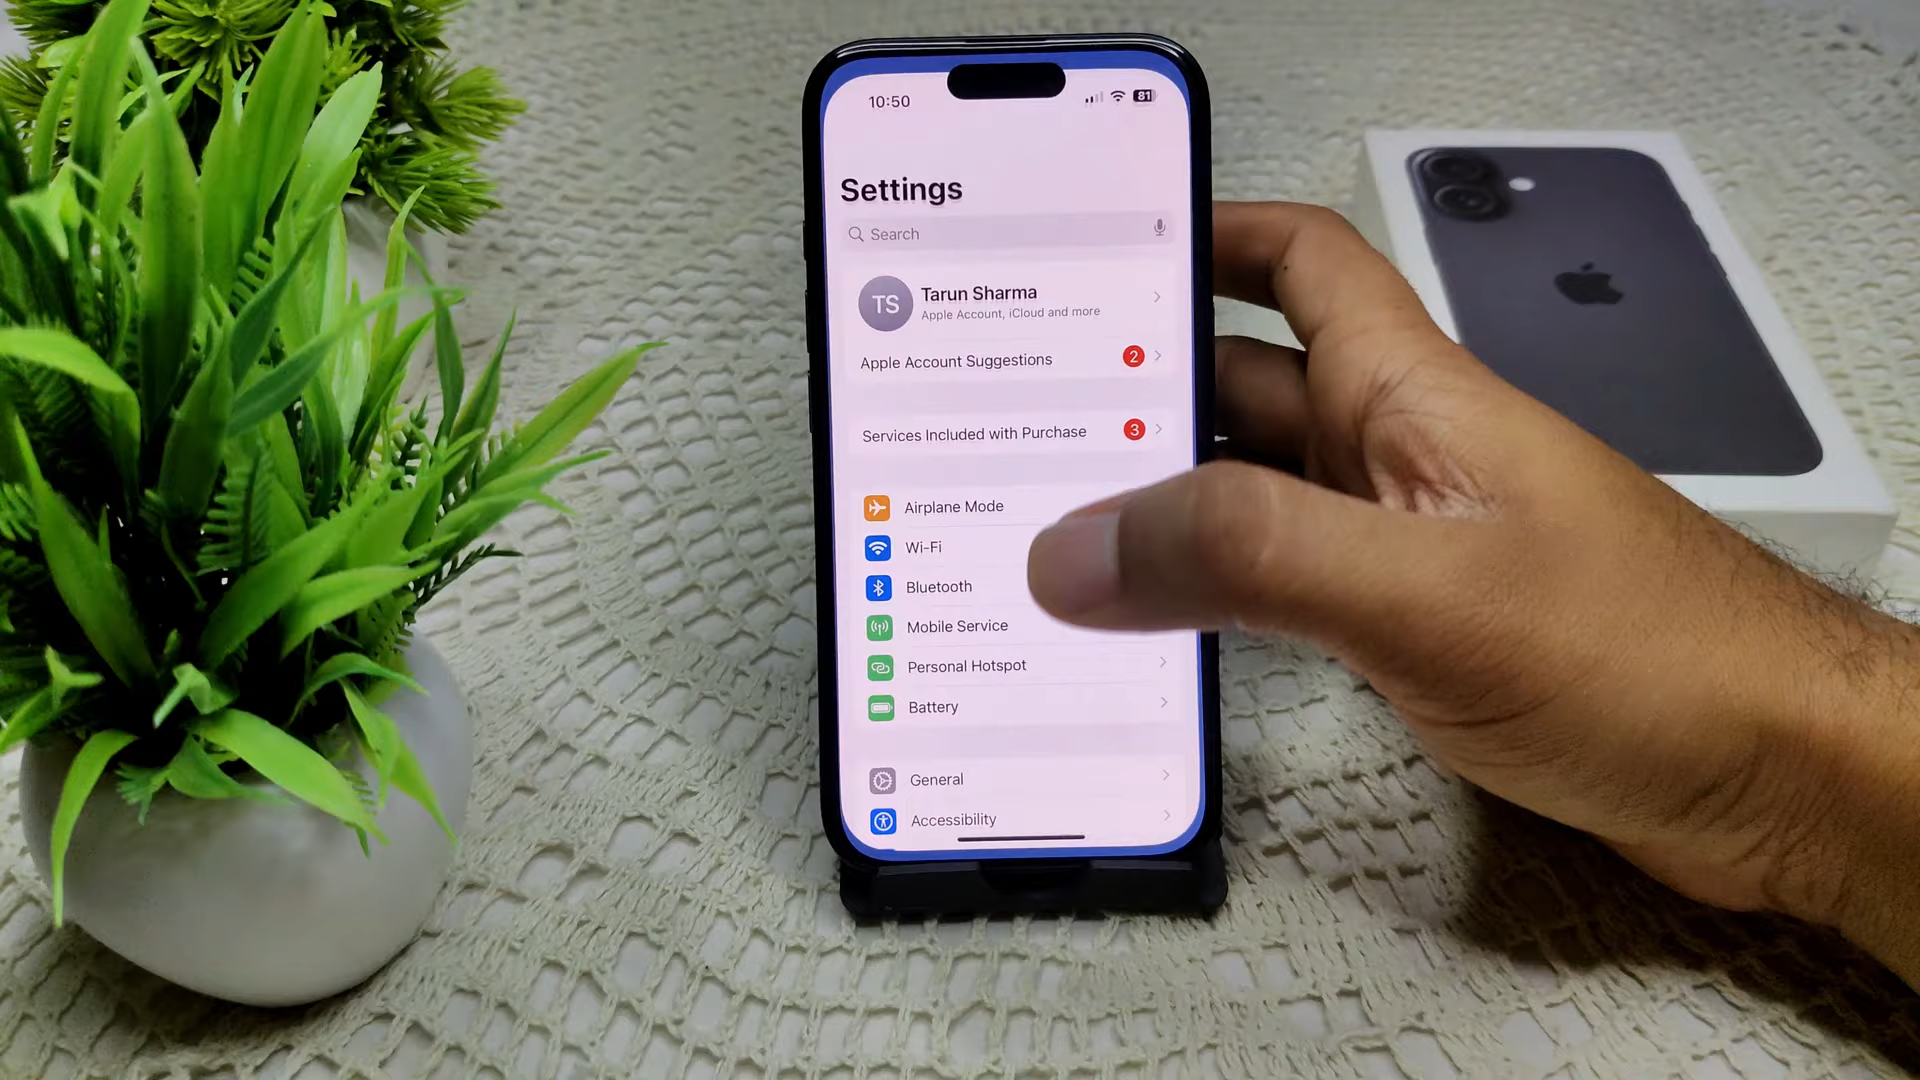 10:50
81
Settings
Search
TS
Tarun Sharma
Apple Account, iCloud and more
Apple Account Suggestions 2
Services Included with Purchase 3
Airplane Mode
Wi-Fi
Bluetooth
Mobile Service
Personal Hotspot
Battery
General
Accessibility